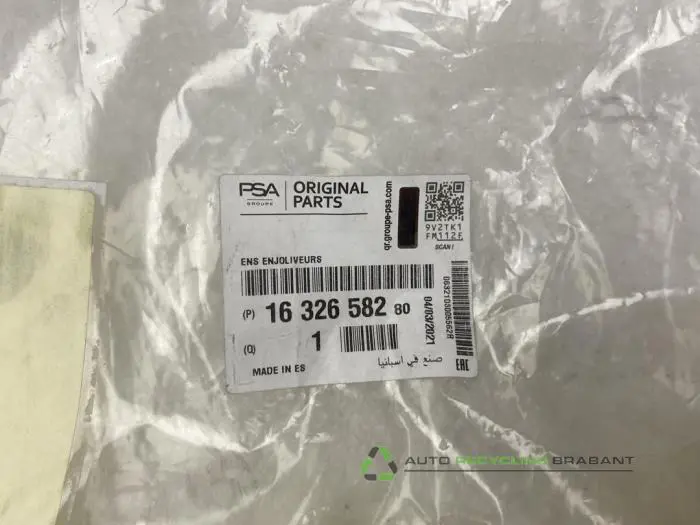 PSA
GROUPE
ORIGINAL
PARTS
qr.groupe-psa.com
9V2TK1
FM112E
SCAN !
ENS ENJOLIVEURS
(P) 16 326 582 80
04/03/2021
(Q) 1
MADE IN ES
صنع في اسبانيا
EAC
AUTO RECYCLING BRABANT